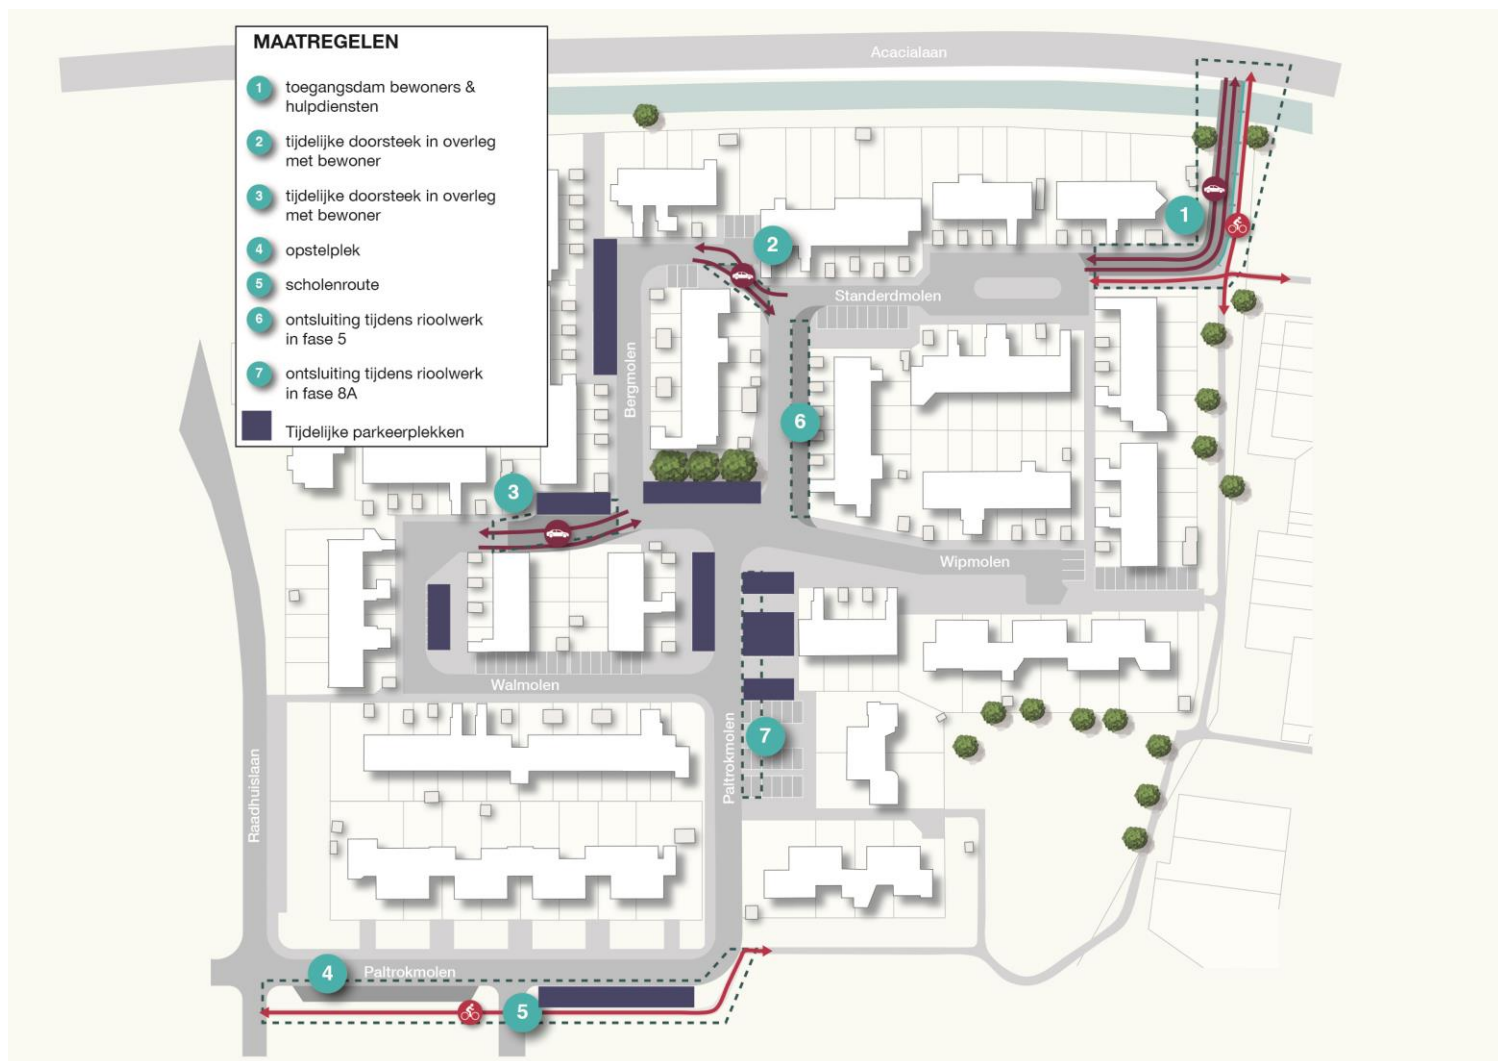 MAATREGELEN
1 toegangsdam bewoners &
hulpdiensten
2 tijdelijke doorsteek in overleg
met bewoner
3 tijdelijke doorsteek in overleg
met bewoner
4 opstelplek
5 scholenroute
6 ontsluiting tijdens rioolwerk
in fase 5
7 ontsluiting tijdens rioolwerk
in fase 8A
Tijdelijke parkeerplekken
Acacialaan
1
2
Standerdmolen
Bergmolen
6
3
Wipmolen
Walmolen
Paltrokmolen
7
Raadhuislaan
4
Paltrokmolen
5